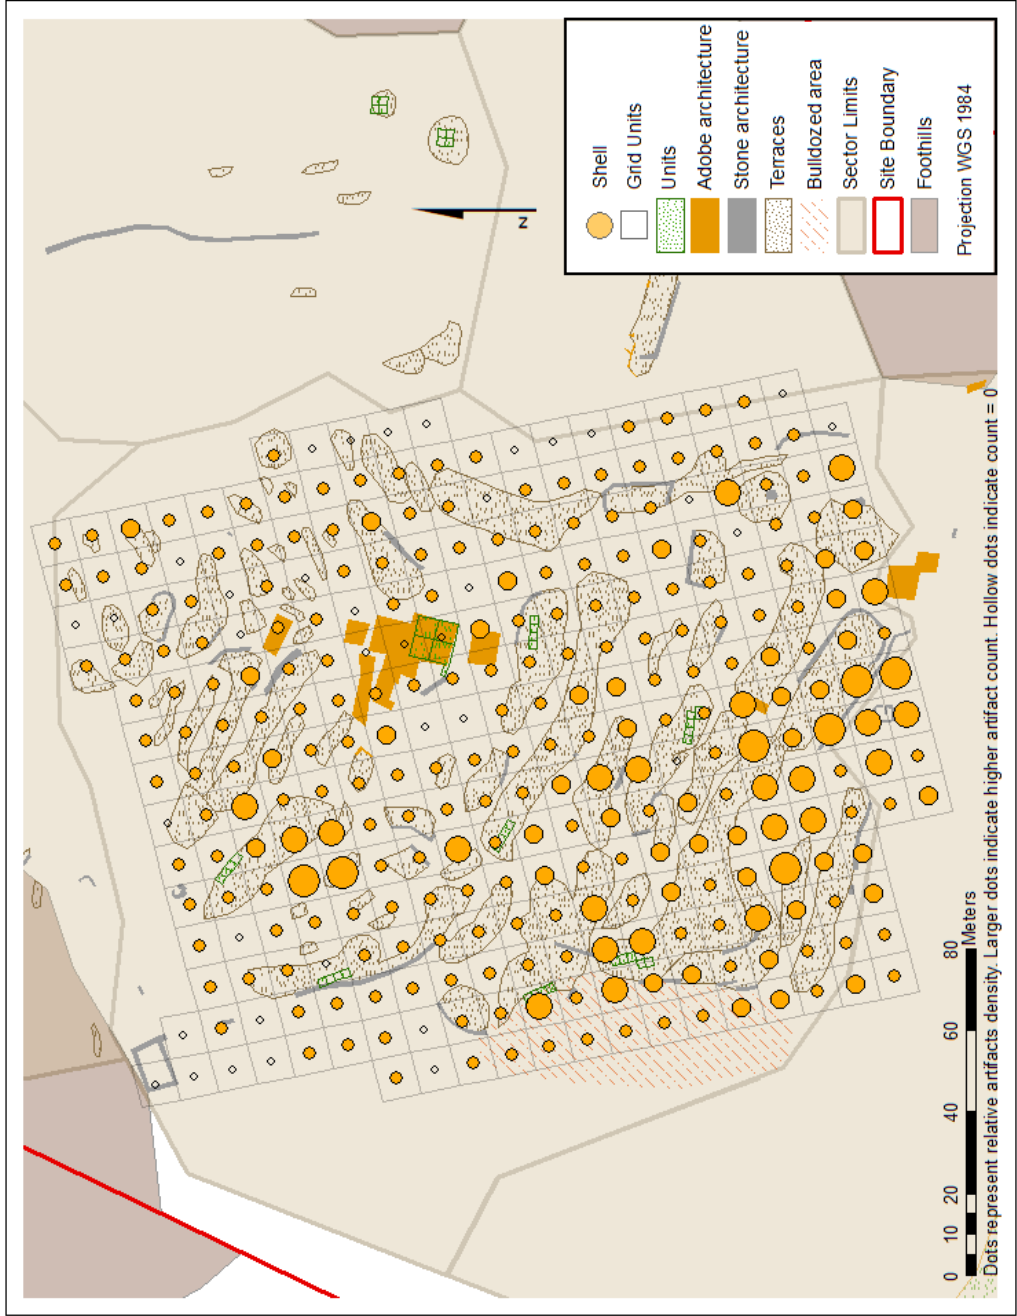 Shell
Grid Units
Units
Adobe architecture
Stone architecture
Terraces
Bulldozed area
Sector Limits
Site Boundary
Foothills
Projection WGS 1984
N
0 10 20 40 60 80
Meters
Dots represent relative artifacts density. Larger dots indicate higher artifact count. Hollow dots indicate count = 0